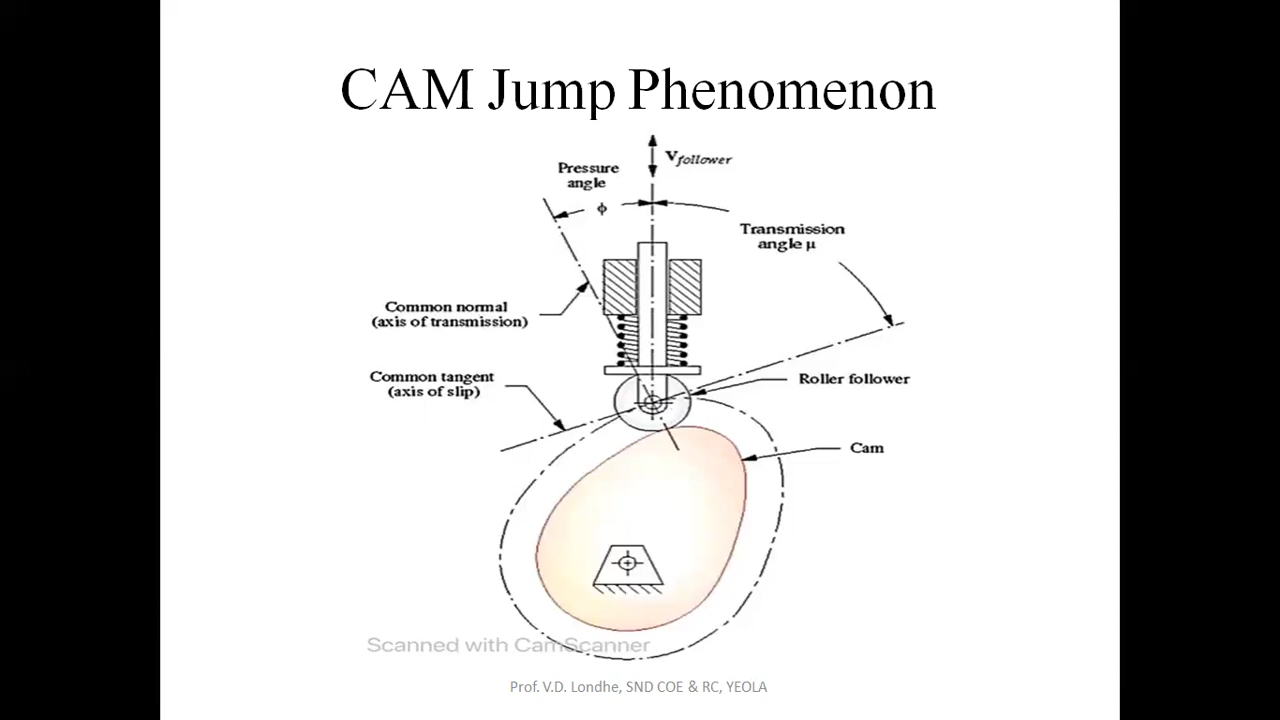 CAM Jump Phenomenon
Vfollower
Pressure
angle
ϕ
Transmission
angle μ
Common normal
(axis of transmission)
Common tangent
(axis of slip)
Roller follower
Cam
Scanned with CamScanner
Prof. V.D. Londhe, SND COE & RC, YEOLA